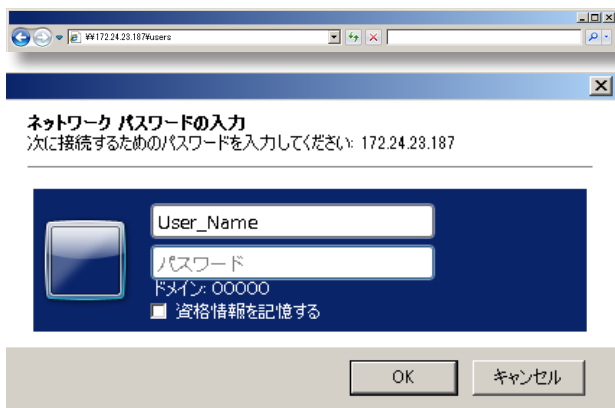 ¥¥172.24.23.187¥users
ネットワーク パスワードの入力
次に接続するためのパスワードを入力してください: 172.24.23.187
User_Name
パスワード
ドメイン: 00000
資格情報を記憶する
OK
キャンセル